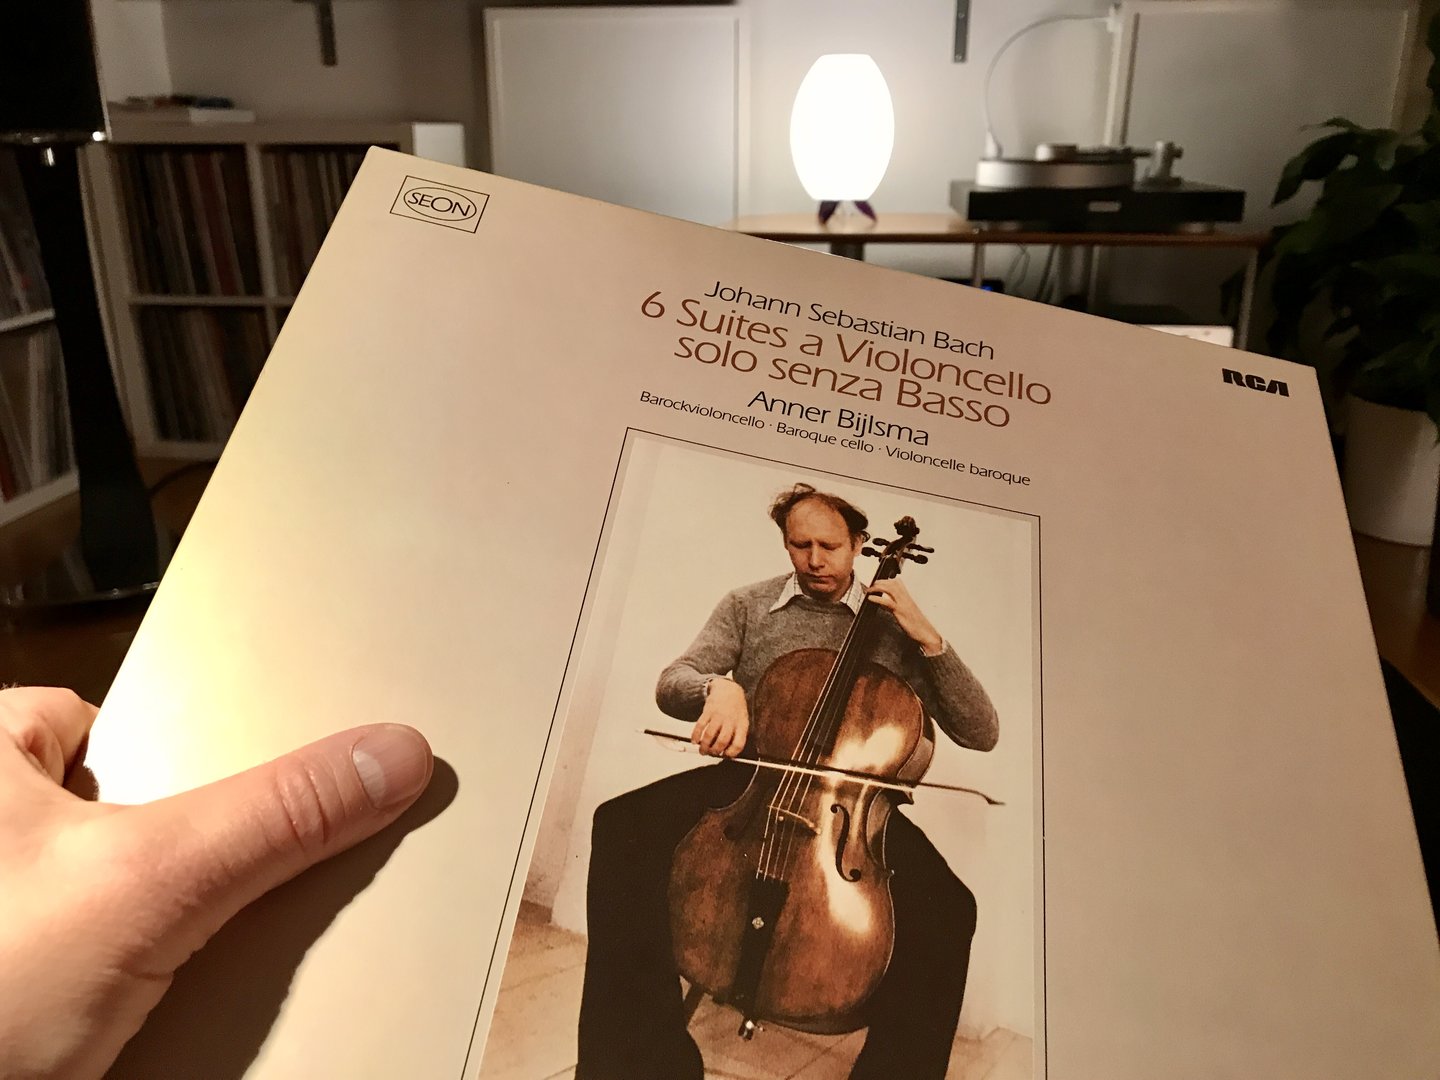 SEON
RCA
Johann Sebastian Bach
6 Suites a Violoncello
solo senza Basso
Anner Bijlsma
Barockvioloncello · Baroque cello · Violoncelle baroque